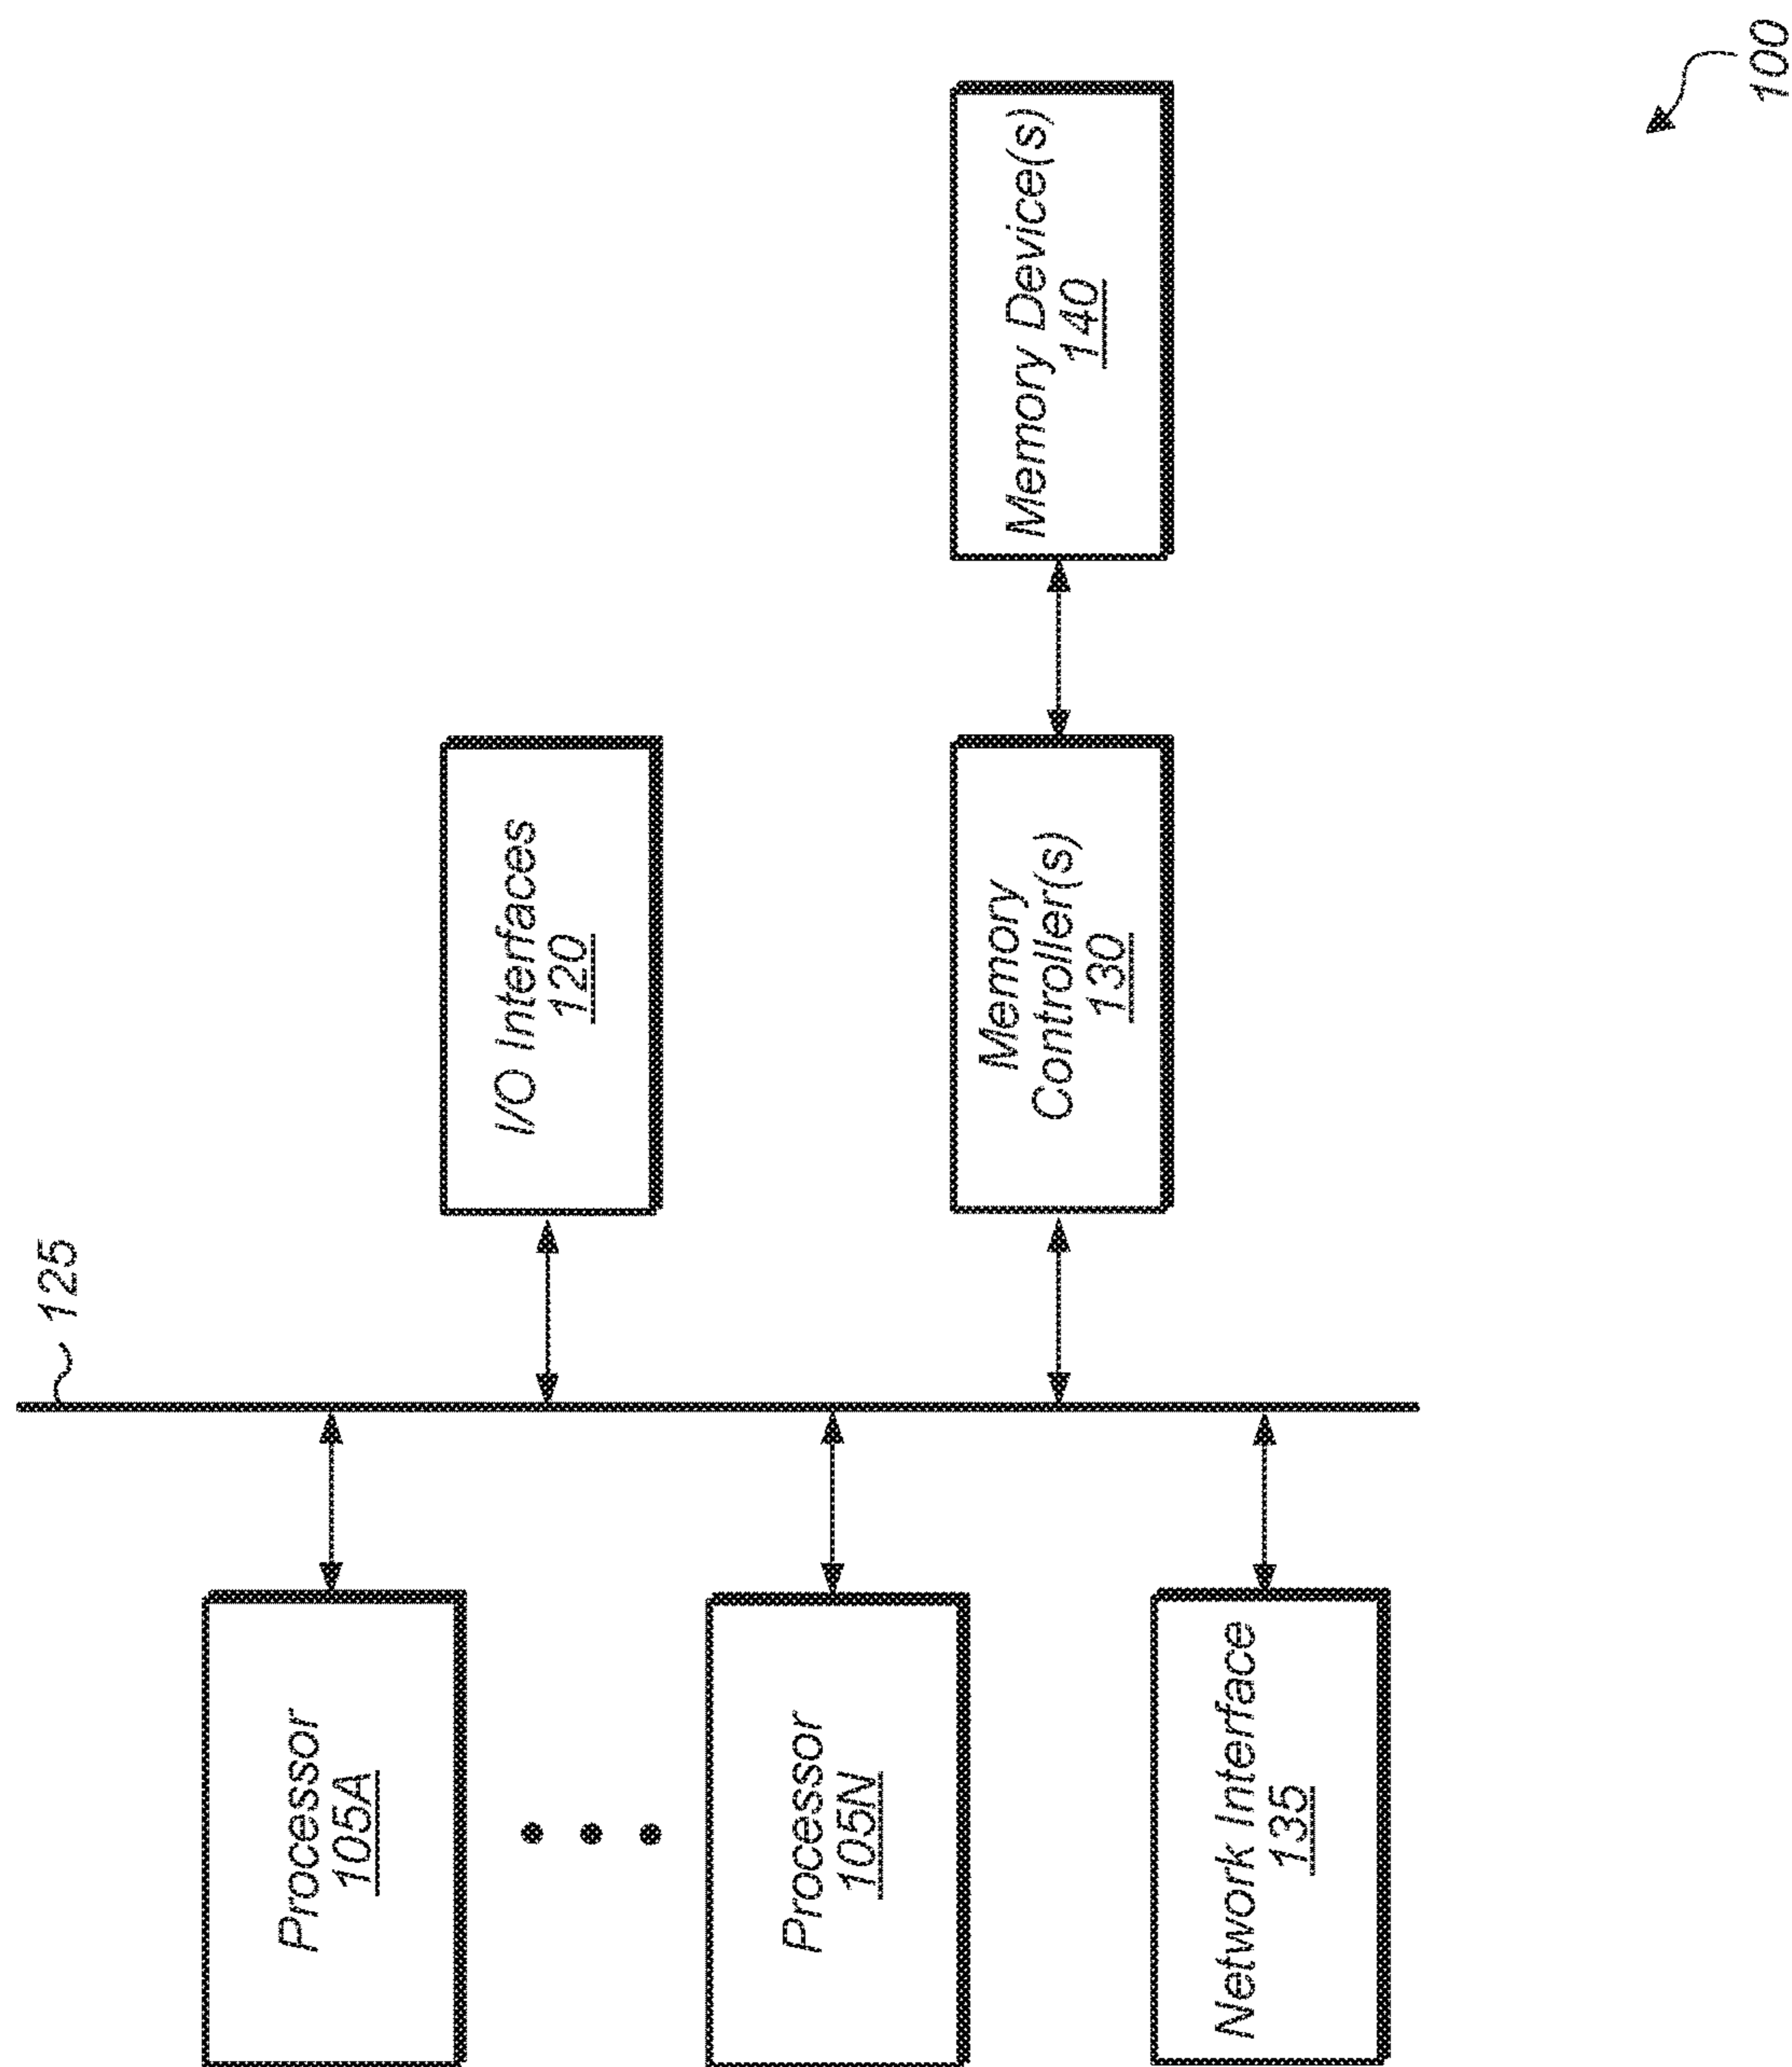 Processor
105A
Processor
105N
Network Interface
135
125
I/O Interfaces
120
Memory
Controller(s)
130
Memory Device(s)
140
100